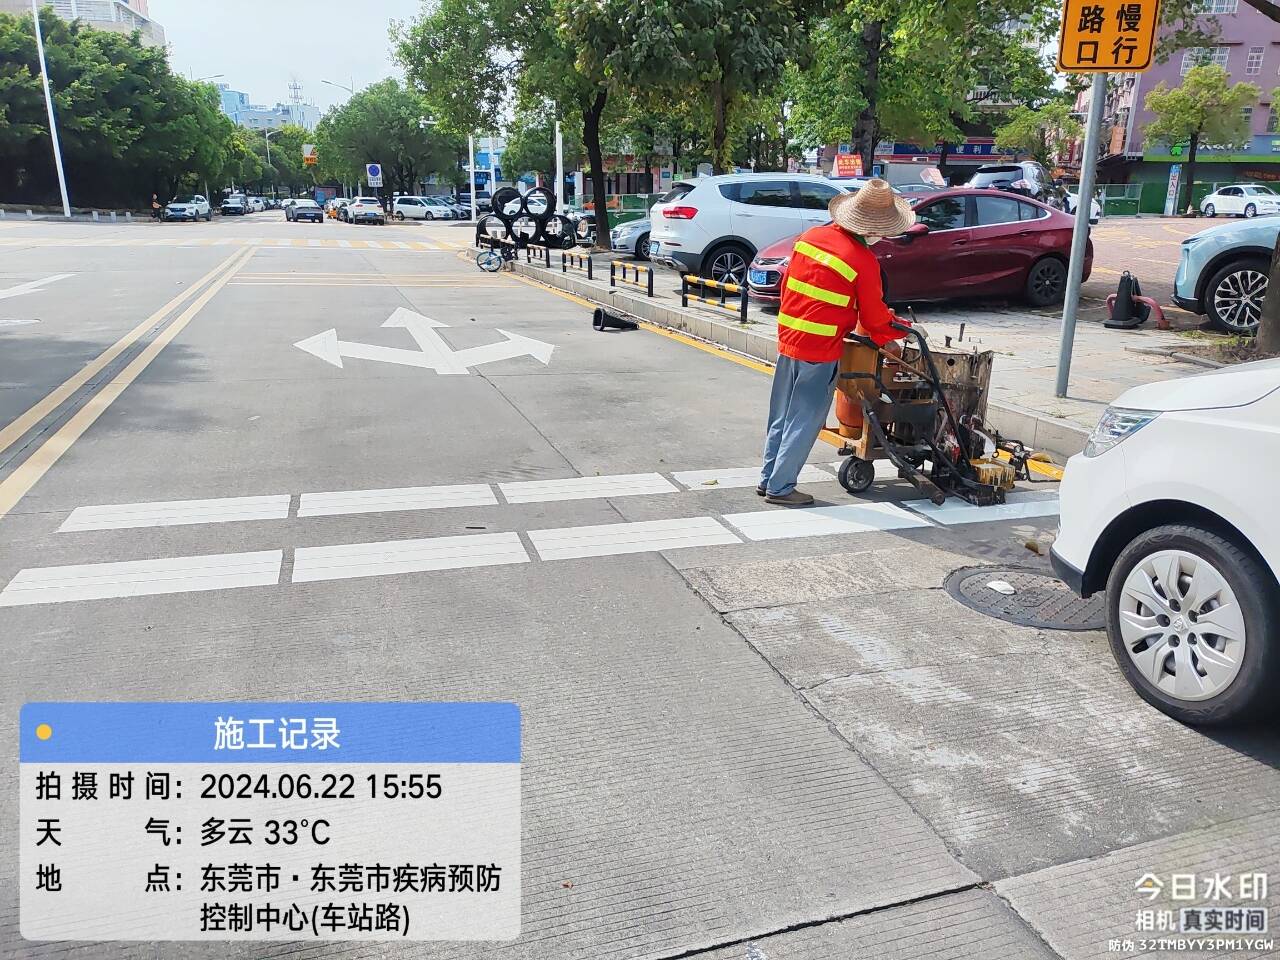 路慢
口行
便利
施工记录
拍摄时间：2024.06.22 15:55
天气：多云 33°C
地点：东莞市·东莞市疾病预防
控制中心(车站路)
今日水印
相机 真实时间
防伪 32TMBYY3PM1YGW